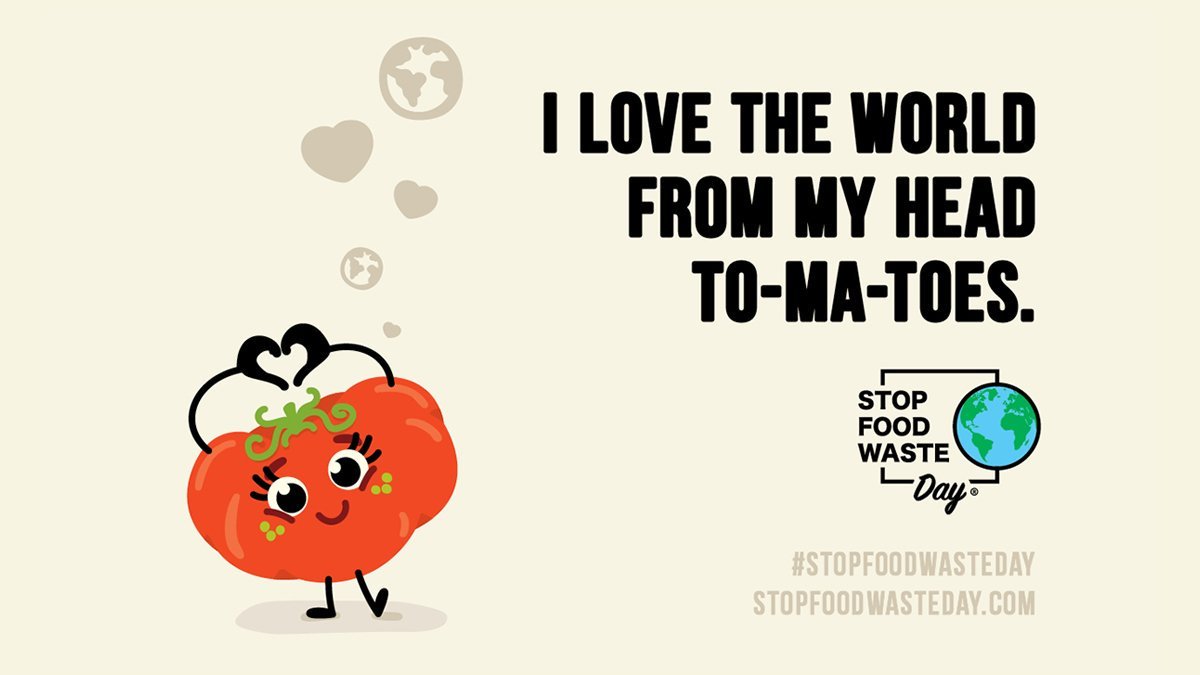 I LOVE THE WORLD
FROM MY HEAD
TO-MA-TOES.
STOP
FOOD
WASTE
Day®
#STOPFOODWASTEDAY
STOPFOODWASTEDAY.COM